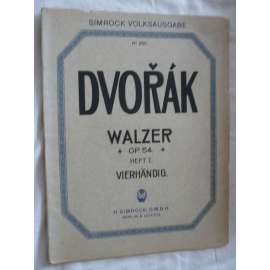 SIMROCK VOLKSAUSGABE
DVOŘÁK
WALZER
OP. 54.
HEFT I.
VIERHÄNDIG.
N. SIMROCK G.M.B.H.